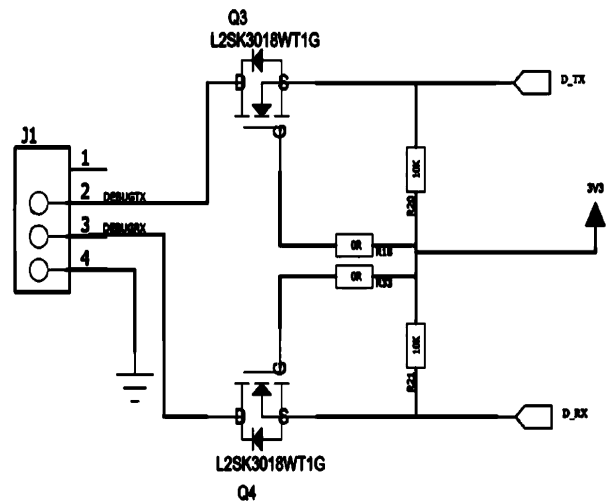 Q3
L2SK3018WT1G
D
S
D_TX
G
J1
1
2
DEBUGTX
3
DEBUGRX
4
10K
R20
3V3
0R
R18
0R
R33
10K
R21
G
D
S
D_RX
L2SK3018WT1G
Q4